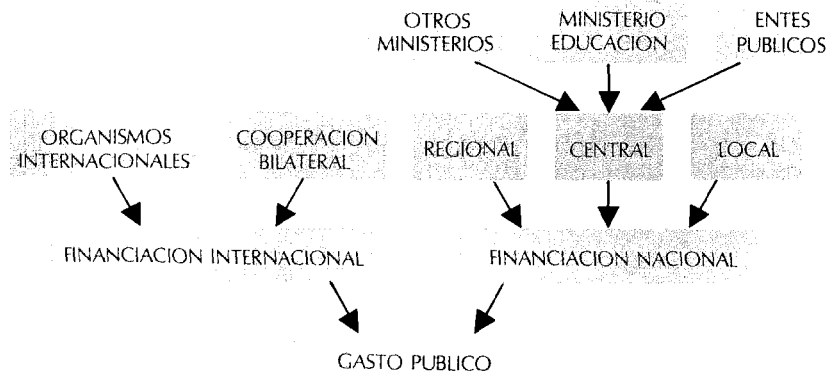 OTROS
MINISTERIOS
MINISTERIO
EDUCACION
ENTES
PUBLICOS
ORGANISMOS
INTERNACIONALES
COOPERACION
BILATERAL
REGIONAL
CENTRAL
LOCAL
FINANCIACION INTERNACIONAL
FINANCIACION NACIONAL
GASTO PUBLICO